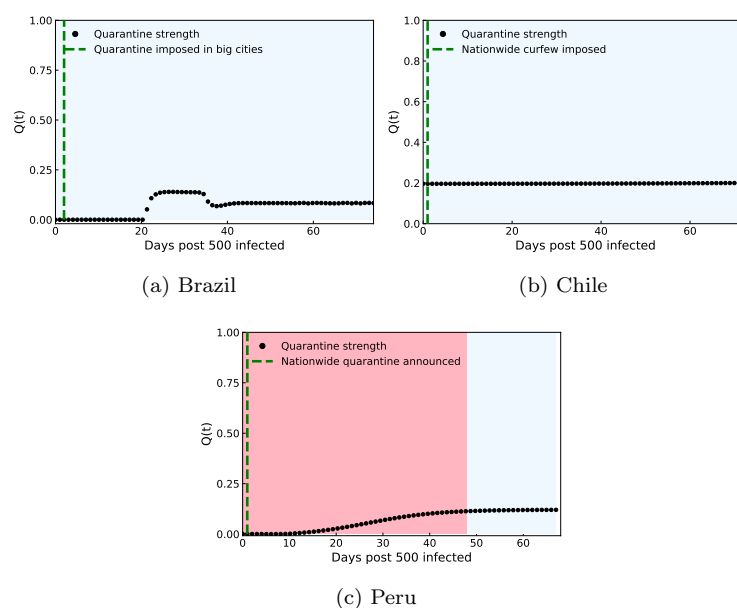 1.00
0.75
0.50
0.25
0.00
Q(t)
Quarantine strength
Quarantine imposed in big cities
0 20 40 60
Days post 500 infected
(a) Brazil
1.0
0.8
0.6
0.4
0.2
0.0
Q(t)
Quarantine strength
Nationwide curfew imposed
0 20 40 60
Days post 500 infected
(b) Chile
1.00
0.75
0.50
0.25
0.00
Q(t)
Quarantine strength
Nationwide quarantine announced
0 10 20 30 40 50 60
Days post 500 infected
(c) Peru